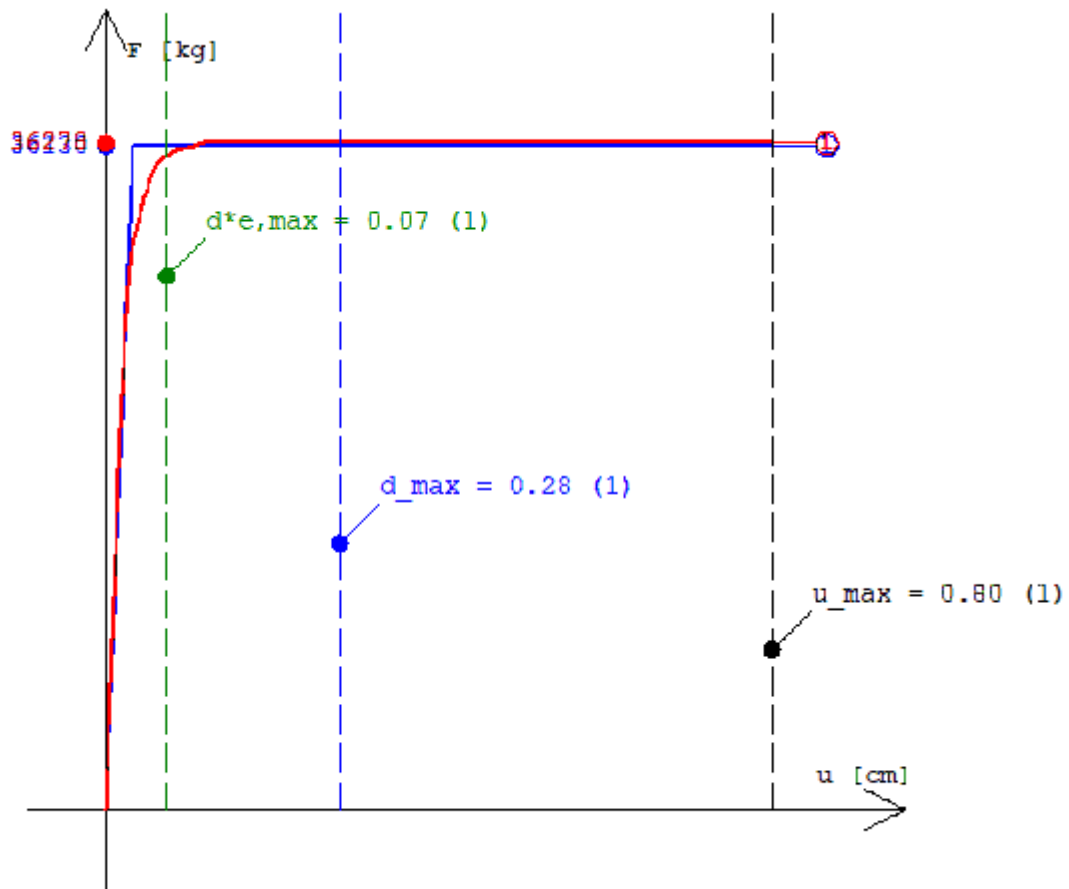 F [kg]
d*e,max = 0.07 (1)
d_max = 0.28 (1)
u_max = 0.80 (1)
u [cm]